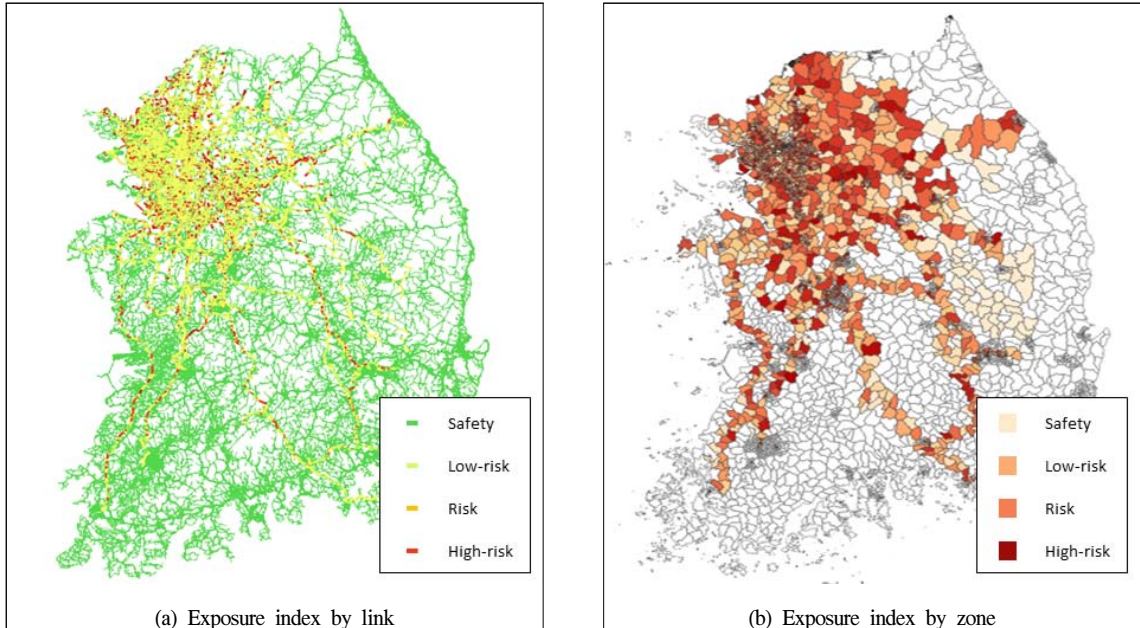 Safety
Low-risk
Risk
High-risk
(a) Exposure index by link
Safety
Low-risk
Risk
High-risk
(b) Exposure index by zone